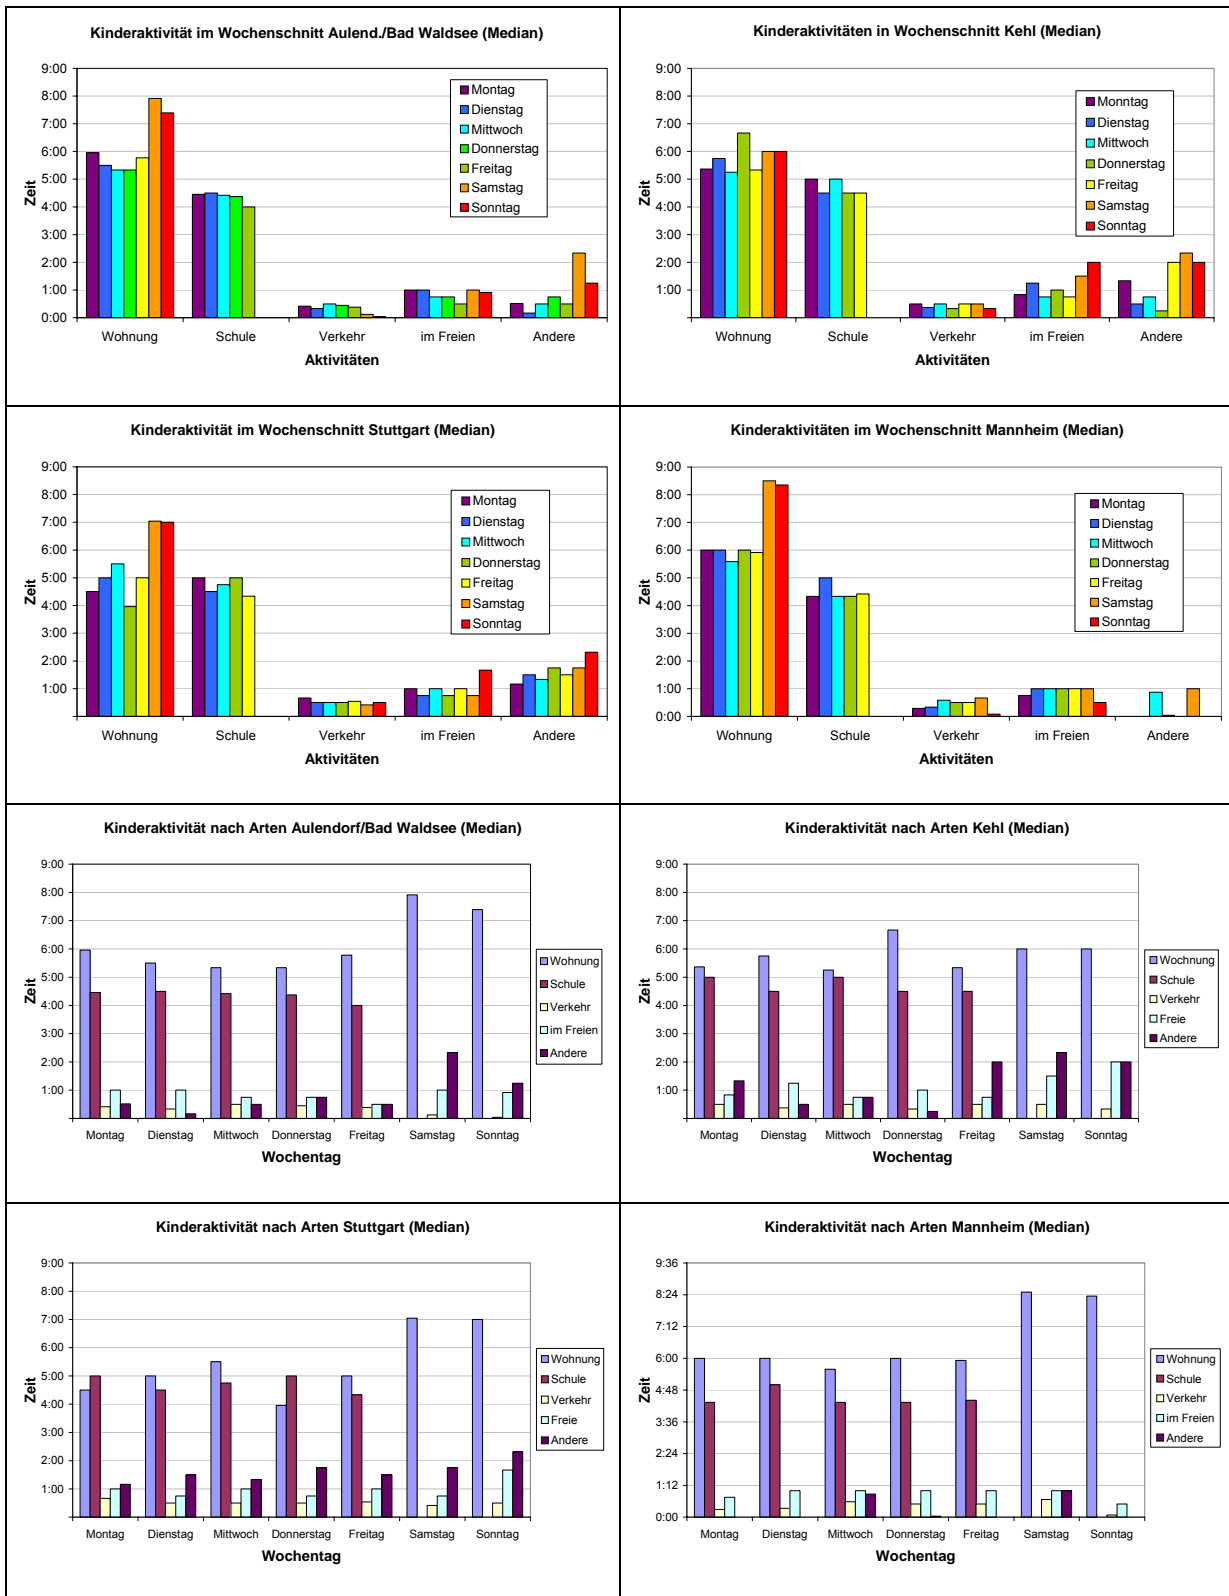 Kinderaktivität im Wochenschnitt Aulend./Bad Waldsee (Median)
9:00
8:00
7:00
6:00
5:00
4:00
3:00
2:00
1:00
0:00
Zeit
Montag
Dienstag
Mittwoch
Donnerstag
Freitag
Samstag
Sonntag
Wohnung Schule Verkehr im Freien Andere
Aktivitäten
Kinderaktivitäten in Wochenschnitt Kehl (Median)
9:00
8:00
7:00
6:00
5:00
4:00
3:00
2:00
1:00
0:00
Zeit
Monntag
Dienstag
Mittwoch
Donnerstag
Freitag
Samstag
Sonntag
Wohnung Schule Verkehr im Freien Andere
Aktivitäten
Kinderaktivität im Wochenschnitt Stuttgart (Median)
9:00
8:00
7:00
6:00
5:00
4:00
3:00
2:00
1:00
Zeit
Montag
Dienstag
Mittwoch
Donnerstag
Freitag
Samstag
Sonntag
Wohnung Schule Verkehr im Freien Andere
Aktivitäten
Kinderaktivitäten im Wochenschnitt Mannheim (Median)
9:00
8:00
7:00
6:00
5:00
4:00
3:00
2:00
1:00
0:00
Zeit
Montag
Dienstag
Mittwoch
Donnerstag
Freitag
Samstag
Sonntag
Wohnung Schule Verkehr im Freien Andere
Aktivitäten
Kinderaktivität nach Arten Aulendorf/Bad Waldsee (Median)
9:00
8:00
7:00
6:00
5:00
4:00
3:00
2:00
1:00
Zeit
Wohnung
Schule
Verkehr
im Freien
Andere
Montag Dienstag Mittwoch Donnerstag Freitag Samstag Sonntag
Wochentag
Kinderaktivität nach Arten Kehl (Median)
9:00
8:00
7:00
6:00
5:00
4:00
3:00
2:00
1:00
Zeit
Wochnung
Schule
Verkehr
Freie
Andere
Montag Dienstag Mittwoch Donnerstag Freitag Samstag Sonntag
Wochentag
Kinderaktivität nach Arten Stuttgart (Median)
9:00
8:00
7:00
6:00
5:00
4:00
3:00
2:00
1:00
Zeit
Wohnung
Schule
Verkehr
Freie
Andere
Montag Dienstag Mittwoch Donnerstag Freitag Samstag Sonntag
Wochentag
Kinderaktivität nach Arten Mannheim (Median)
9:36
8:24
7:12
6:00
4:48
3:36
2:24
1:12
0:00
Zeit
Wohnung
Schule
Verkehr
im Freien
Andere
Montag Dienstag Mittwoch Donnerstag Freitag Samstag Sonntag
Wochentag